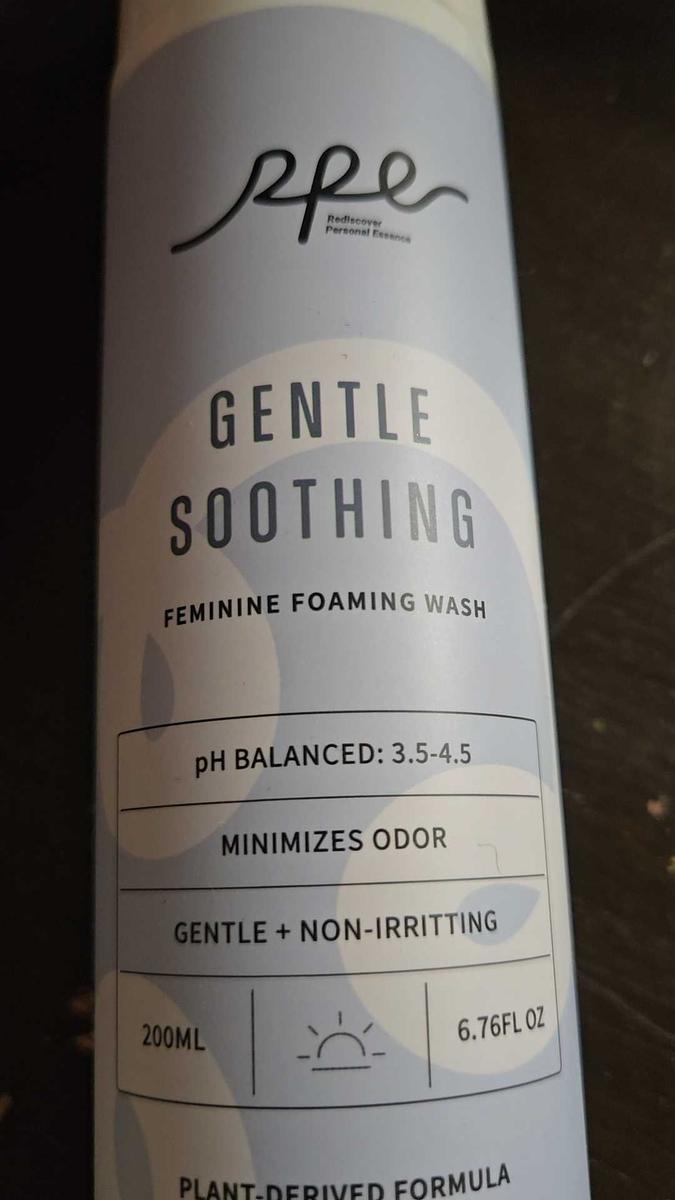 rpe
Rediscover
Personal Essence
GENTLE
SOOTHING
FEMININE FOAMING WASH
pH BALANCED: 3.5-4.5
MINIMIZES ODOR
GENTLE + NON-IRRITTING
200ML
6.76FL OZ
PLANT-DERIVED FORMULA